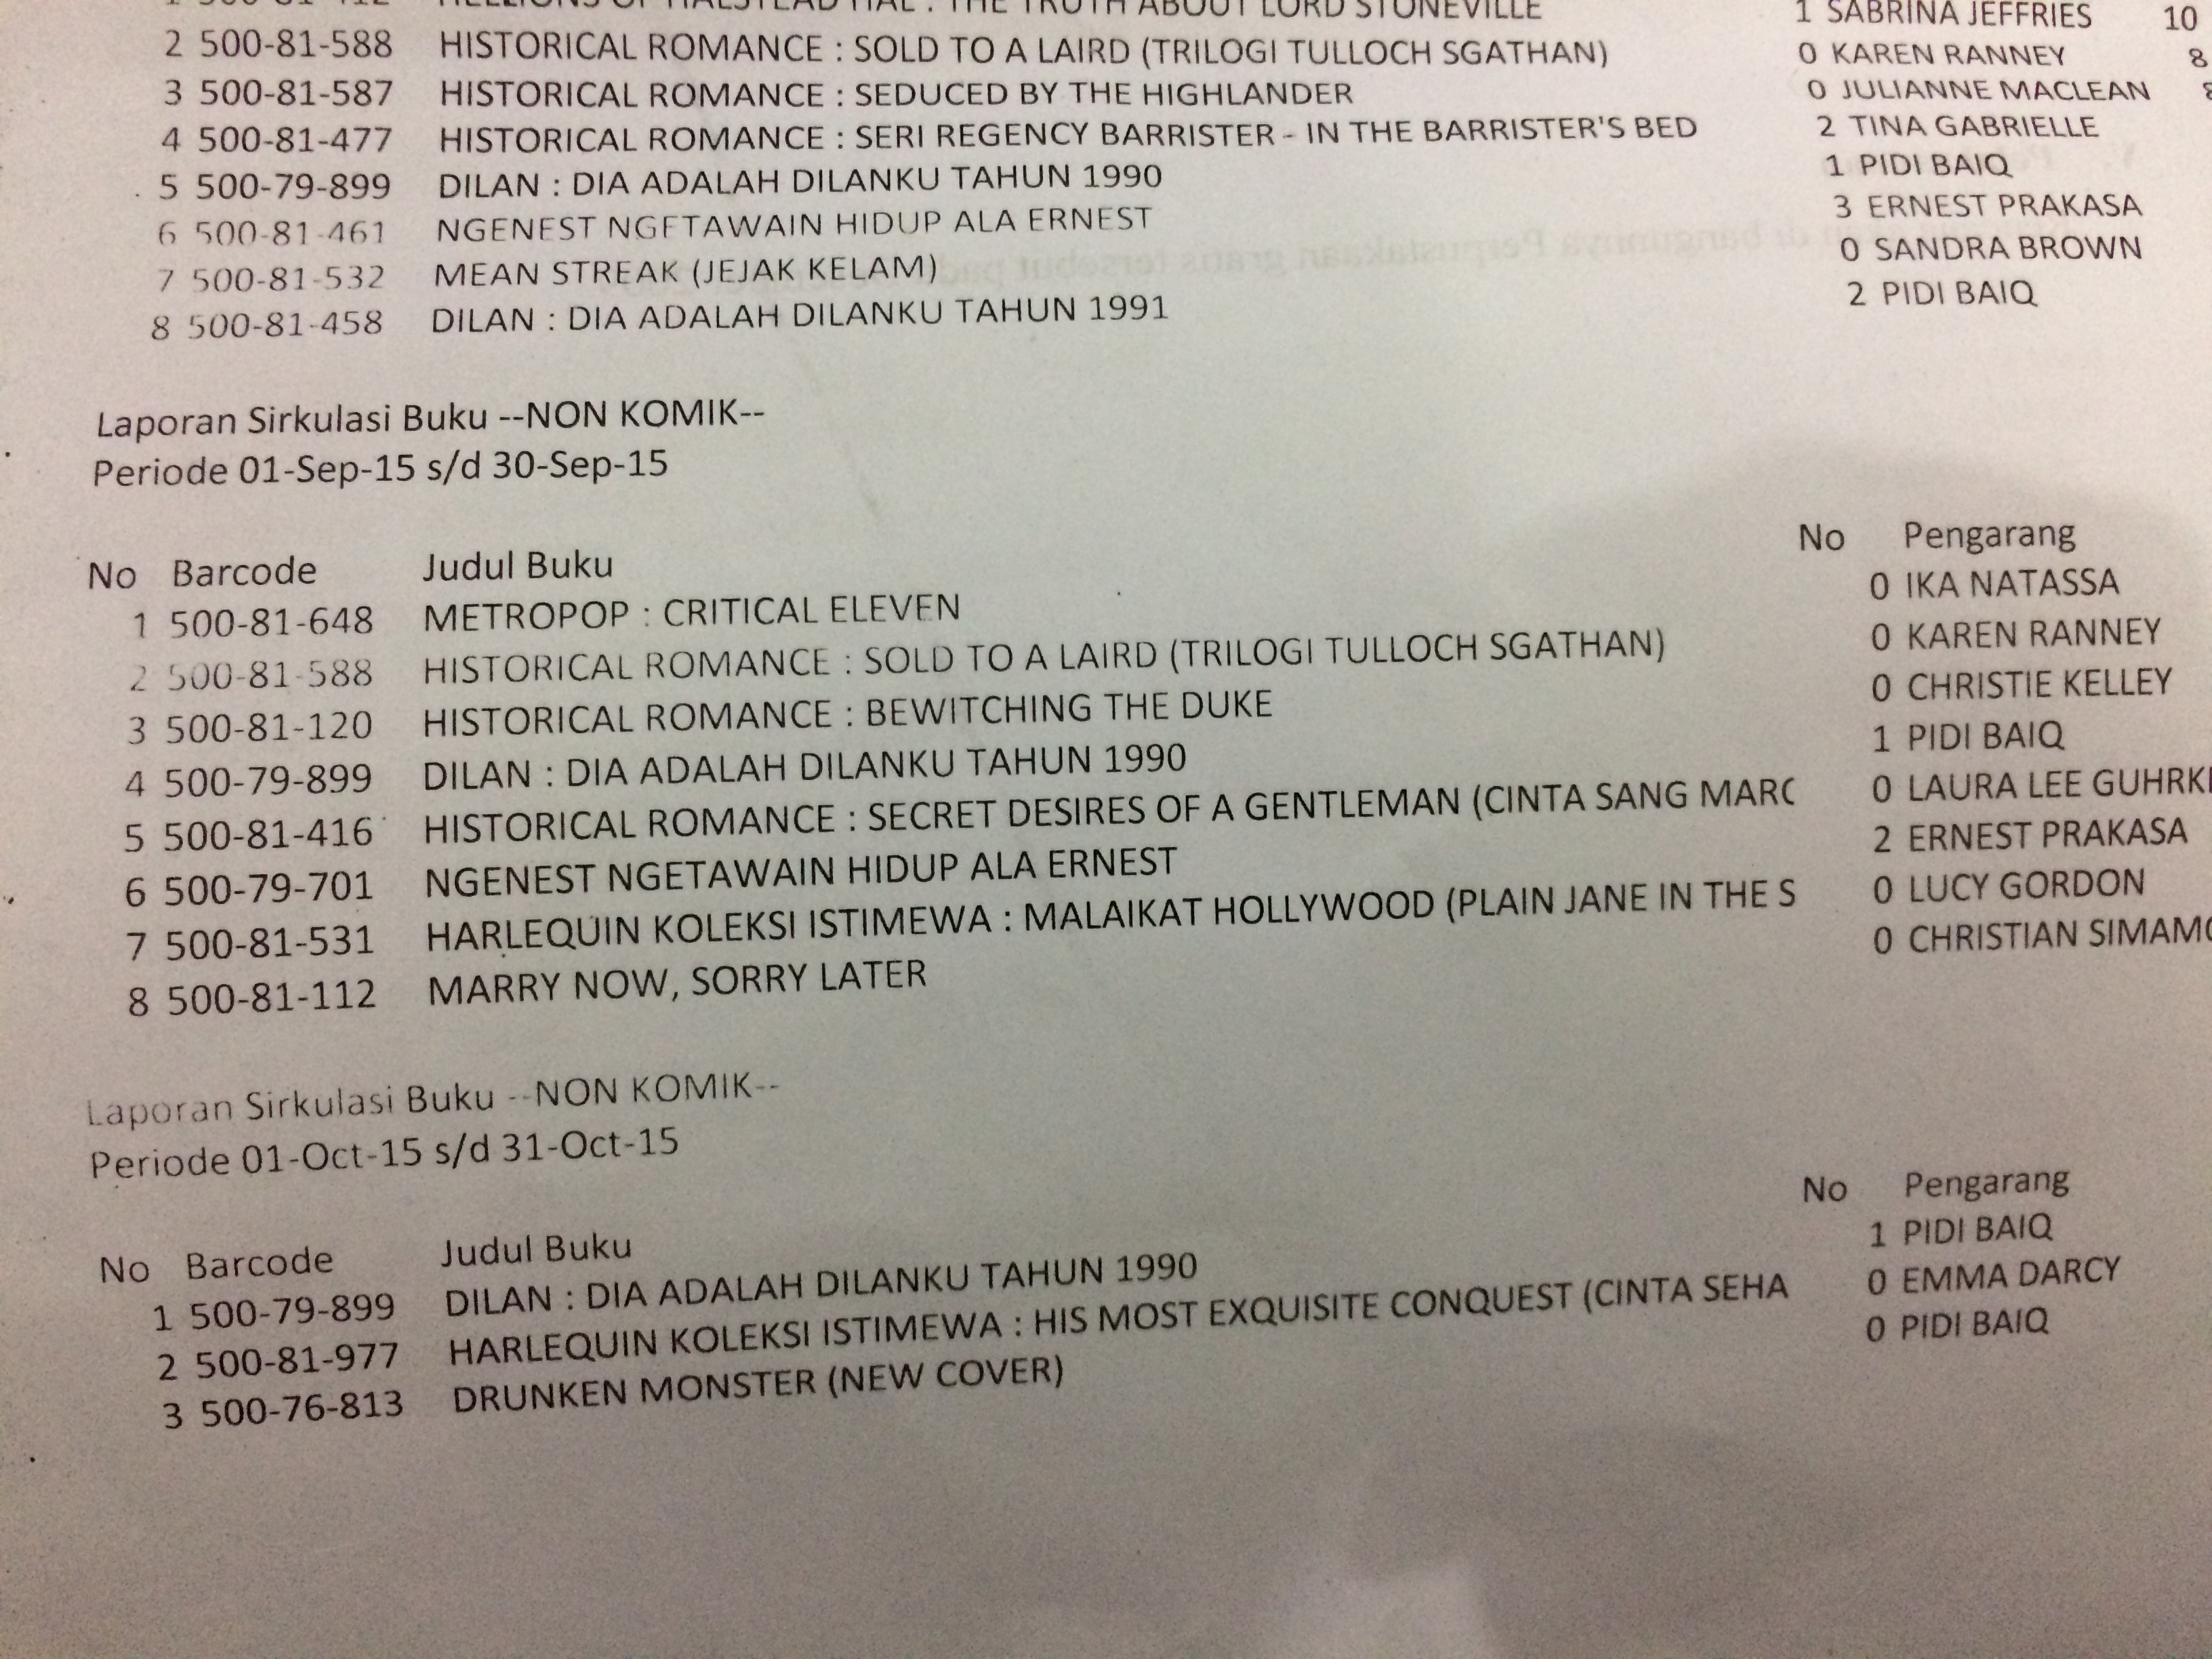 1 500-81-412 HELLIONS OF HALSTEAD HAL : THE TRUTH ABOUT LORD STONEVILLE 1 SABRINA JEFFRIES 10
2 500-81-588 HISTORICAL ROMANCE : SOLD TO A LAIRD (TRILOGI TULLOCH SGATHAN) 0 KAREN RANNEY 8
3 500-81-587 HISTORICAL ROMANCE : SEDUCED BY THE HIGHLANDER 0 JULIANNE MACLEAN
4 500-81-477 HISTORICAL ROMANCE : SERI REGENCY BARRISTER - IN THE BARRISTER'S BED 2 TINA GABRIELLE
5 500-79-899 DILAN : DIA ADALAH DILANKU TAHUN 1990 1 PIDI BAIQ
6 500-81-461 NGENEST NGETAWAIN HIDUP ALA ERNEST 3 ERNEST PRAKASA
7 500-81-532 MEAN STREAK (JEJAK KELAM) 0 SANDRA BROWN
8 500-81-458 DILAN : DIA ADALAH DILANKU TAHUN 1991 2 PIDI BAIQ
Laporan Sirkulasi Buku --NON KOMIK--
Periode 01-Sep-15 s/d 30-Sep-15
No Barcode Judul Buku No Pengarang
1 500-81-648 METROPOP : CRITICAL ELEVEN 0 IKA NATASSA
2 500-81-588 HISTORICAL ROMANCE : SOLD TO A LAIRD (TRILOGI TULLOCH SGATHAN) 0 KAREN RANNEY
3 500-81-120 HISTORICAL ROMANCE : BEWITCHING THE DUKE 0 CHRISTIE KELLEY
4 500-79-899 DILAN : DIA ADALAH DILANKU TAHUN 1990 1 PIDI BAIQ
5 500-81-416 HISTORICAL ROMANCE : SECRET DESIRES OF A GENTLEMAN (CINTA SANG MARC 0 LAURA LEE GUHRK
6 500-79-701 NGENEST NGETAWAIN HIDUP ALA ERNEST 2 ERNEST PRAKASA
7 500-81-531 HARLEQUIN KOLEKSI ISTIMEWA : MALAIKAT HOLLYWOOD (PLAIN JANE IN THE S 0 LUCY GORDON
8 500-81-112 MARRY NOW, SORRY LATER 0 CHRISTIAN SIMAMO
Laporan Sirkulasi Buku --NON KOMIK--
Periode 01-Oct-15 s/d 31-Oct-15
No Barcode Judul Buku No Pengarang
1 500-79-899 DILAN : DIA ADALAH DILANKU TAHUN 1990 1 PIDI BAIQ
2 500-81-977 HARLEQUIN KOLEKSI ISTIMEWA : HIS MOST EXQUISITE CONQUEST (CINTA SEHA 0 EMMA DARCY
3 500-76-813 DRUNKEN MONSTER (NEW COVER) 0 PIDI BAIQ